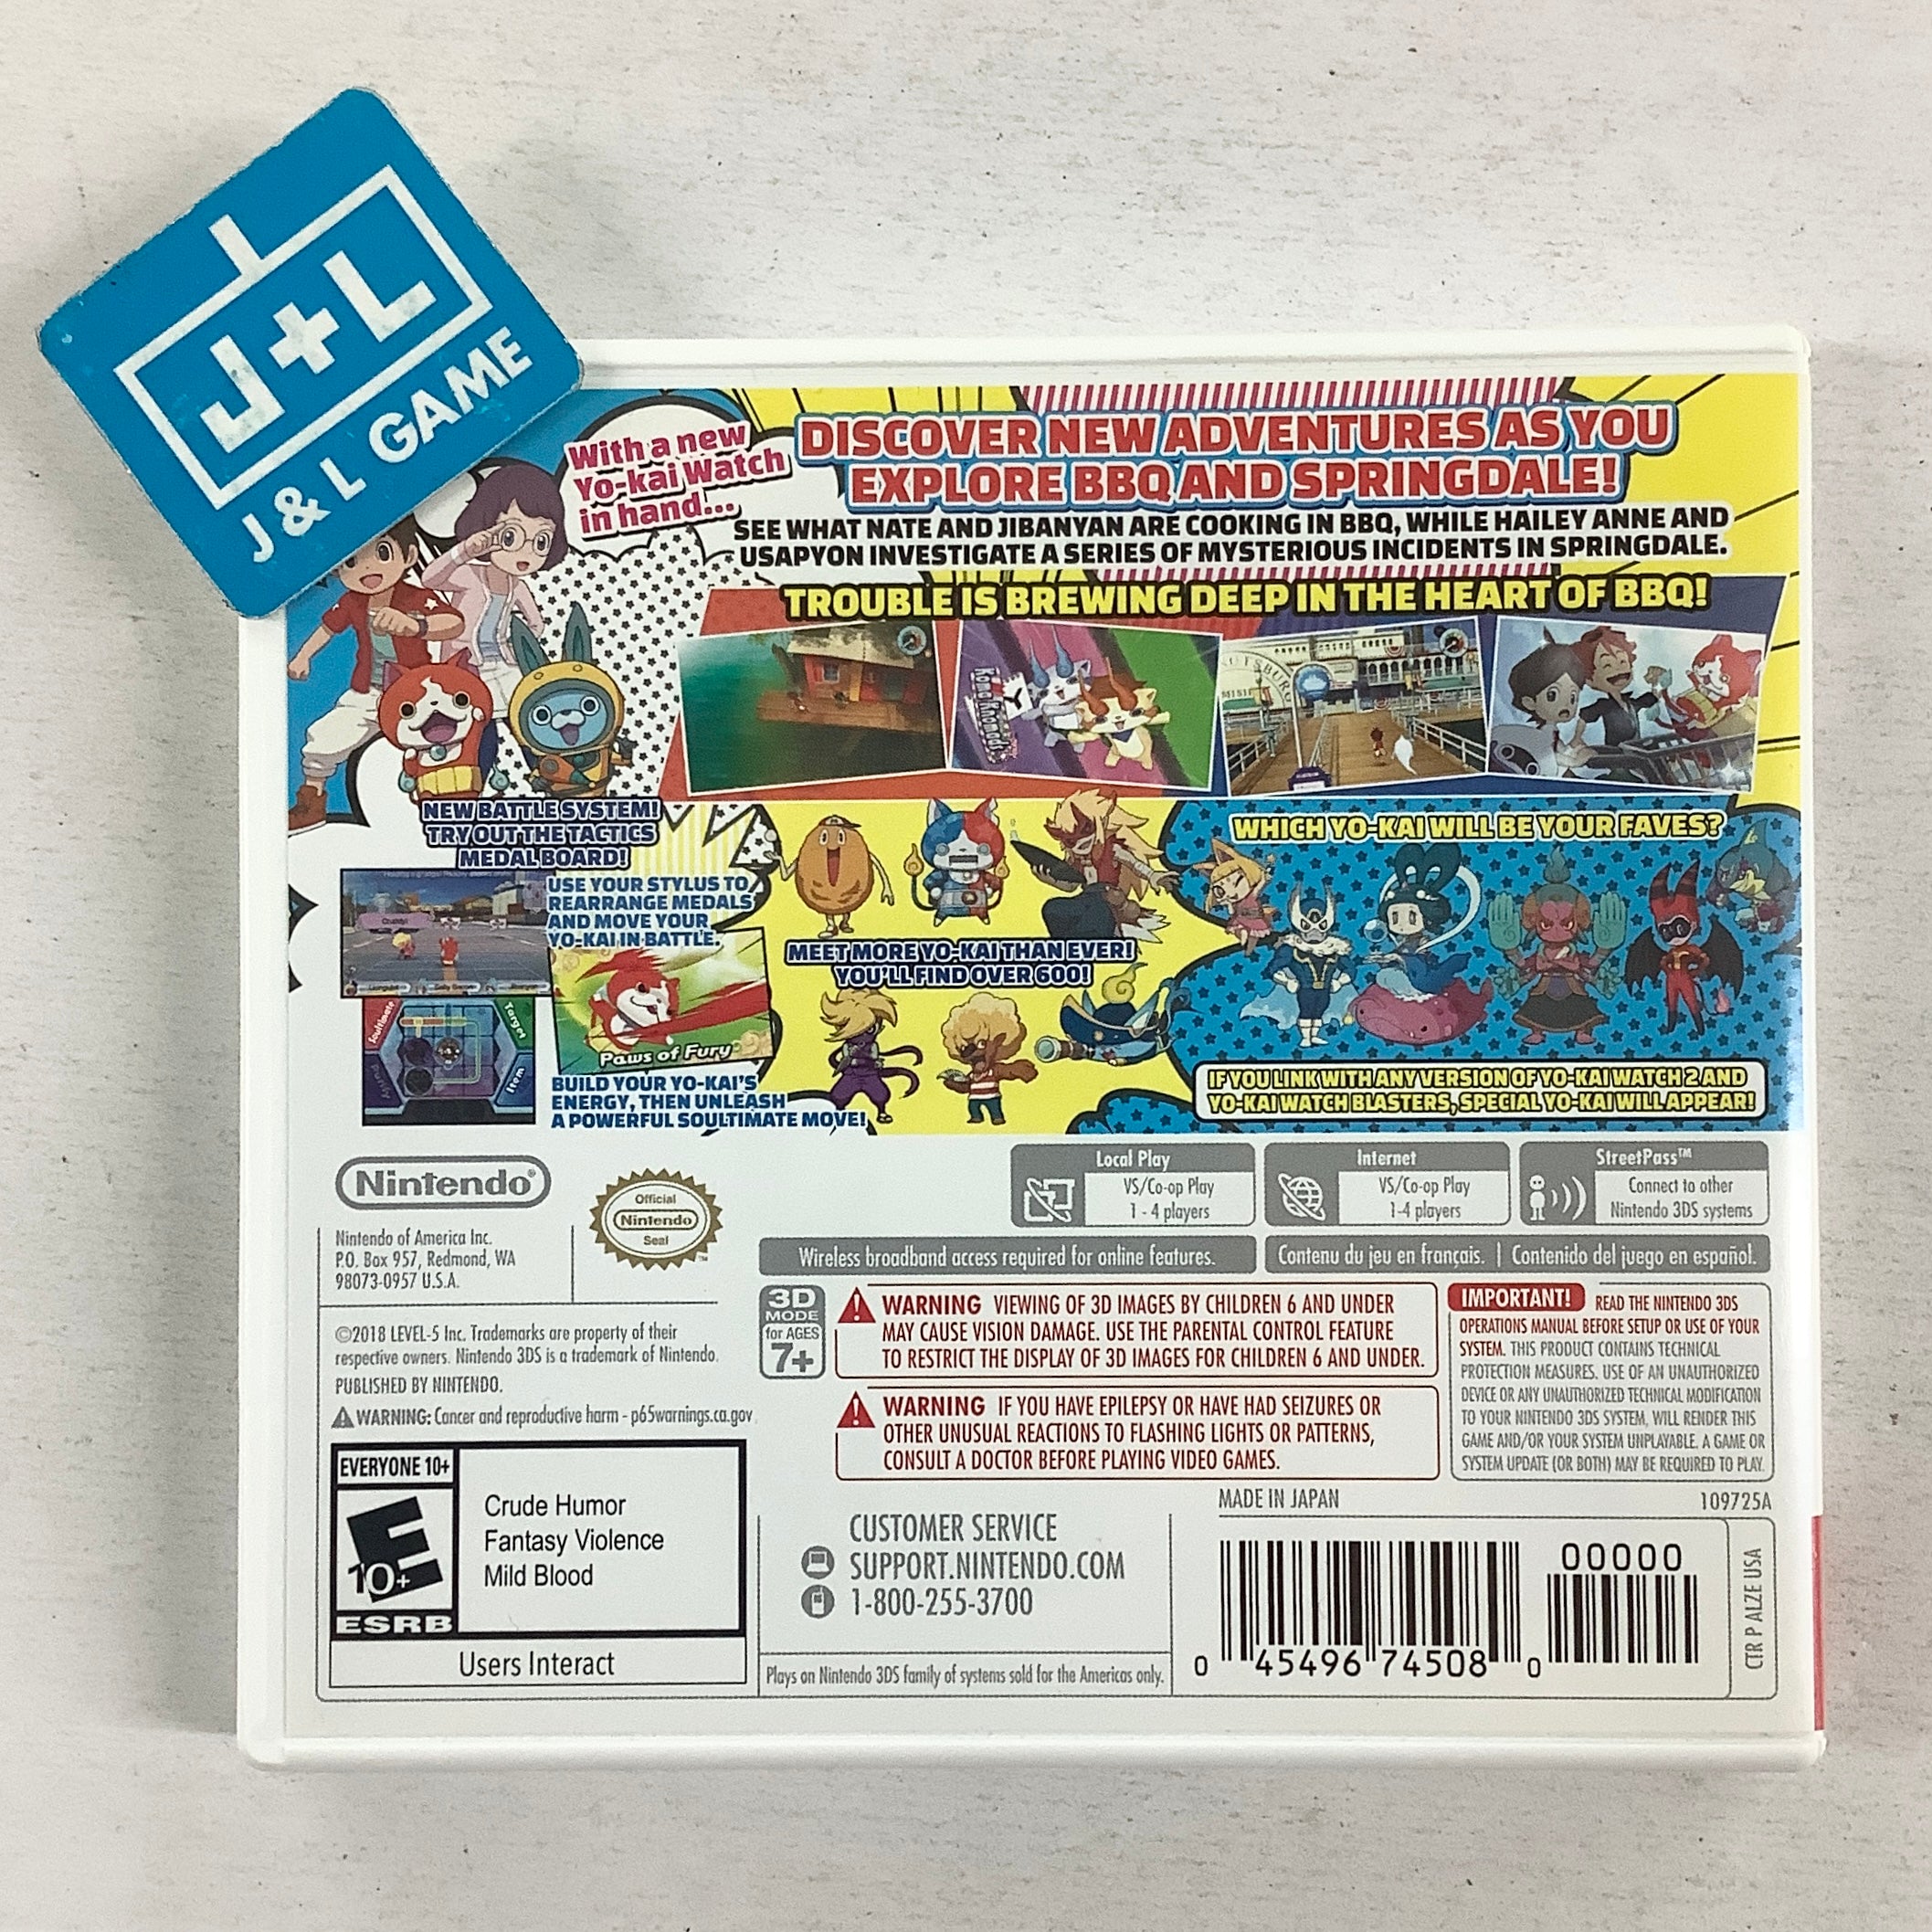 J+L
J & L GAME
With a new
Yo-kai Watch
in hand...
DISCOVER NEW ADVENTURES AS YOU
EXPLORE BBQ AND SPRINGDALE!
SEE WHAT NATE AND JIBANYAN ARE COOKING IN BBQ, WHILE HAILEY ANNE AND
USAPYON INVESTIGATE A SERIES OF MYSTERIOUS INCIDENTS IN SPRINGDALE.
TROUBLE IS BREWING DEEP IN THE HEART OF BBQ!
NEW BATTLE SYSTEM!
TRY OUT THE TACTICS
MEDAL BOARD!
USE YOUR STYLUS TO
REARRANGE MEDALS
AND MOVE YOUR
YO-KAI IN BATTLE.
Soultimate
Target
Item
Paws of Fury
BUILD YOUR YO-KAI'S
ENERGY, THEN UNLEASH
A POWERFUL SOULTIMATE MOVE!
MEET MORE YO-KAI THAN EVER!
YOU'LL FIND OVER 600!
WHICH YO-KAI WILL BE YOUR FAVES?
IF YOU LINK WITH ANY VERSION OF YO-KAI WATCH 2 AND
YO-KAI WATCH BLASTERS, SPECIAL YO-KAI WILL APPEAR!
Nintendo®
Official
Nintendo
Seal
™
Local Play
VS/Co-op Play
1 - 4 players
Internet
VS/Co-op Play
1-4 players
StreetPass™
Connect to other
Nintendo 3DS systems
Nintendo of America Inc.
P.O. Box 957, Redmond, WA
98073-0957 U.S.A.
Wireless broadband access required for online features.
Contenu du jeu en français. | Contenido del juego en español.
©2018 LEVEL-5 Inc. Trademarks are property of their
respective owners. Nintendo 3DS is a trademark of Nintendo.
PUBLISHED BY NINTENDO.
WARNING: Cancer and reproductive harm - p65warnings.ca.gov
3D
MODE
for AGES
7+
WARNING VIEWING OF 3D IMAGES BY CHILDREN 6 AND UNDER
MAY CAUSE VISION DAMAGE. USE THE PARENTAL CONTROL FEATURE
TO RESTRICT THE DISPLAY OF 3D IMAGES FOR CHILDREN 6 AND UNDER.
WARNING IF YOU HAVE EPILEPSY OR HAVE HAD SEIZURES OR
OTHER UNUSUAL REACTIONS TO FLASHING LIGHTS OR PATTERNS,
CONSULT A DOCTOR BEFORE PLAYING VIDEO GAMES.
IMPORTANT! READ THE NINTENDO 3DS
OPERATIONS MANUAL BEFORE SETUP OR USE OF YOUR
SYSTEM. THIS PRODUCT CONTAINS TECHNICAL
PROTECTION MEASURES. USE OF AN UNAUTHORIZED
DEVICE OR ANY UNAUTHORIZED TECHNICAL MODIFICATION
TO YOUR NINTENDO 3DS SYSTEM, WILL RENDER THIS
GAME AND/OR YOUR SYSTEM UNPLAYABLE. A GAME OR
SYSTEM UPDATE (OR BOTH) MAY BE REQUIRED TO PLAY.
EVERYONE 10+
E
10+
ESRB
Crude Humor
Fantasy Violence
Mild Blood
Users Interact
CUSTOMER SERVICE
SUPPORT.NINTENDO.COM
1-800-255-3700
Plays on Nintendo 3DS family of systems sold for the Americas only.
MADE IN JAPAN
109725A
00000
0 45496 74508 0
CTR P ALZE USA